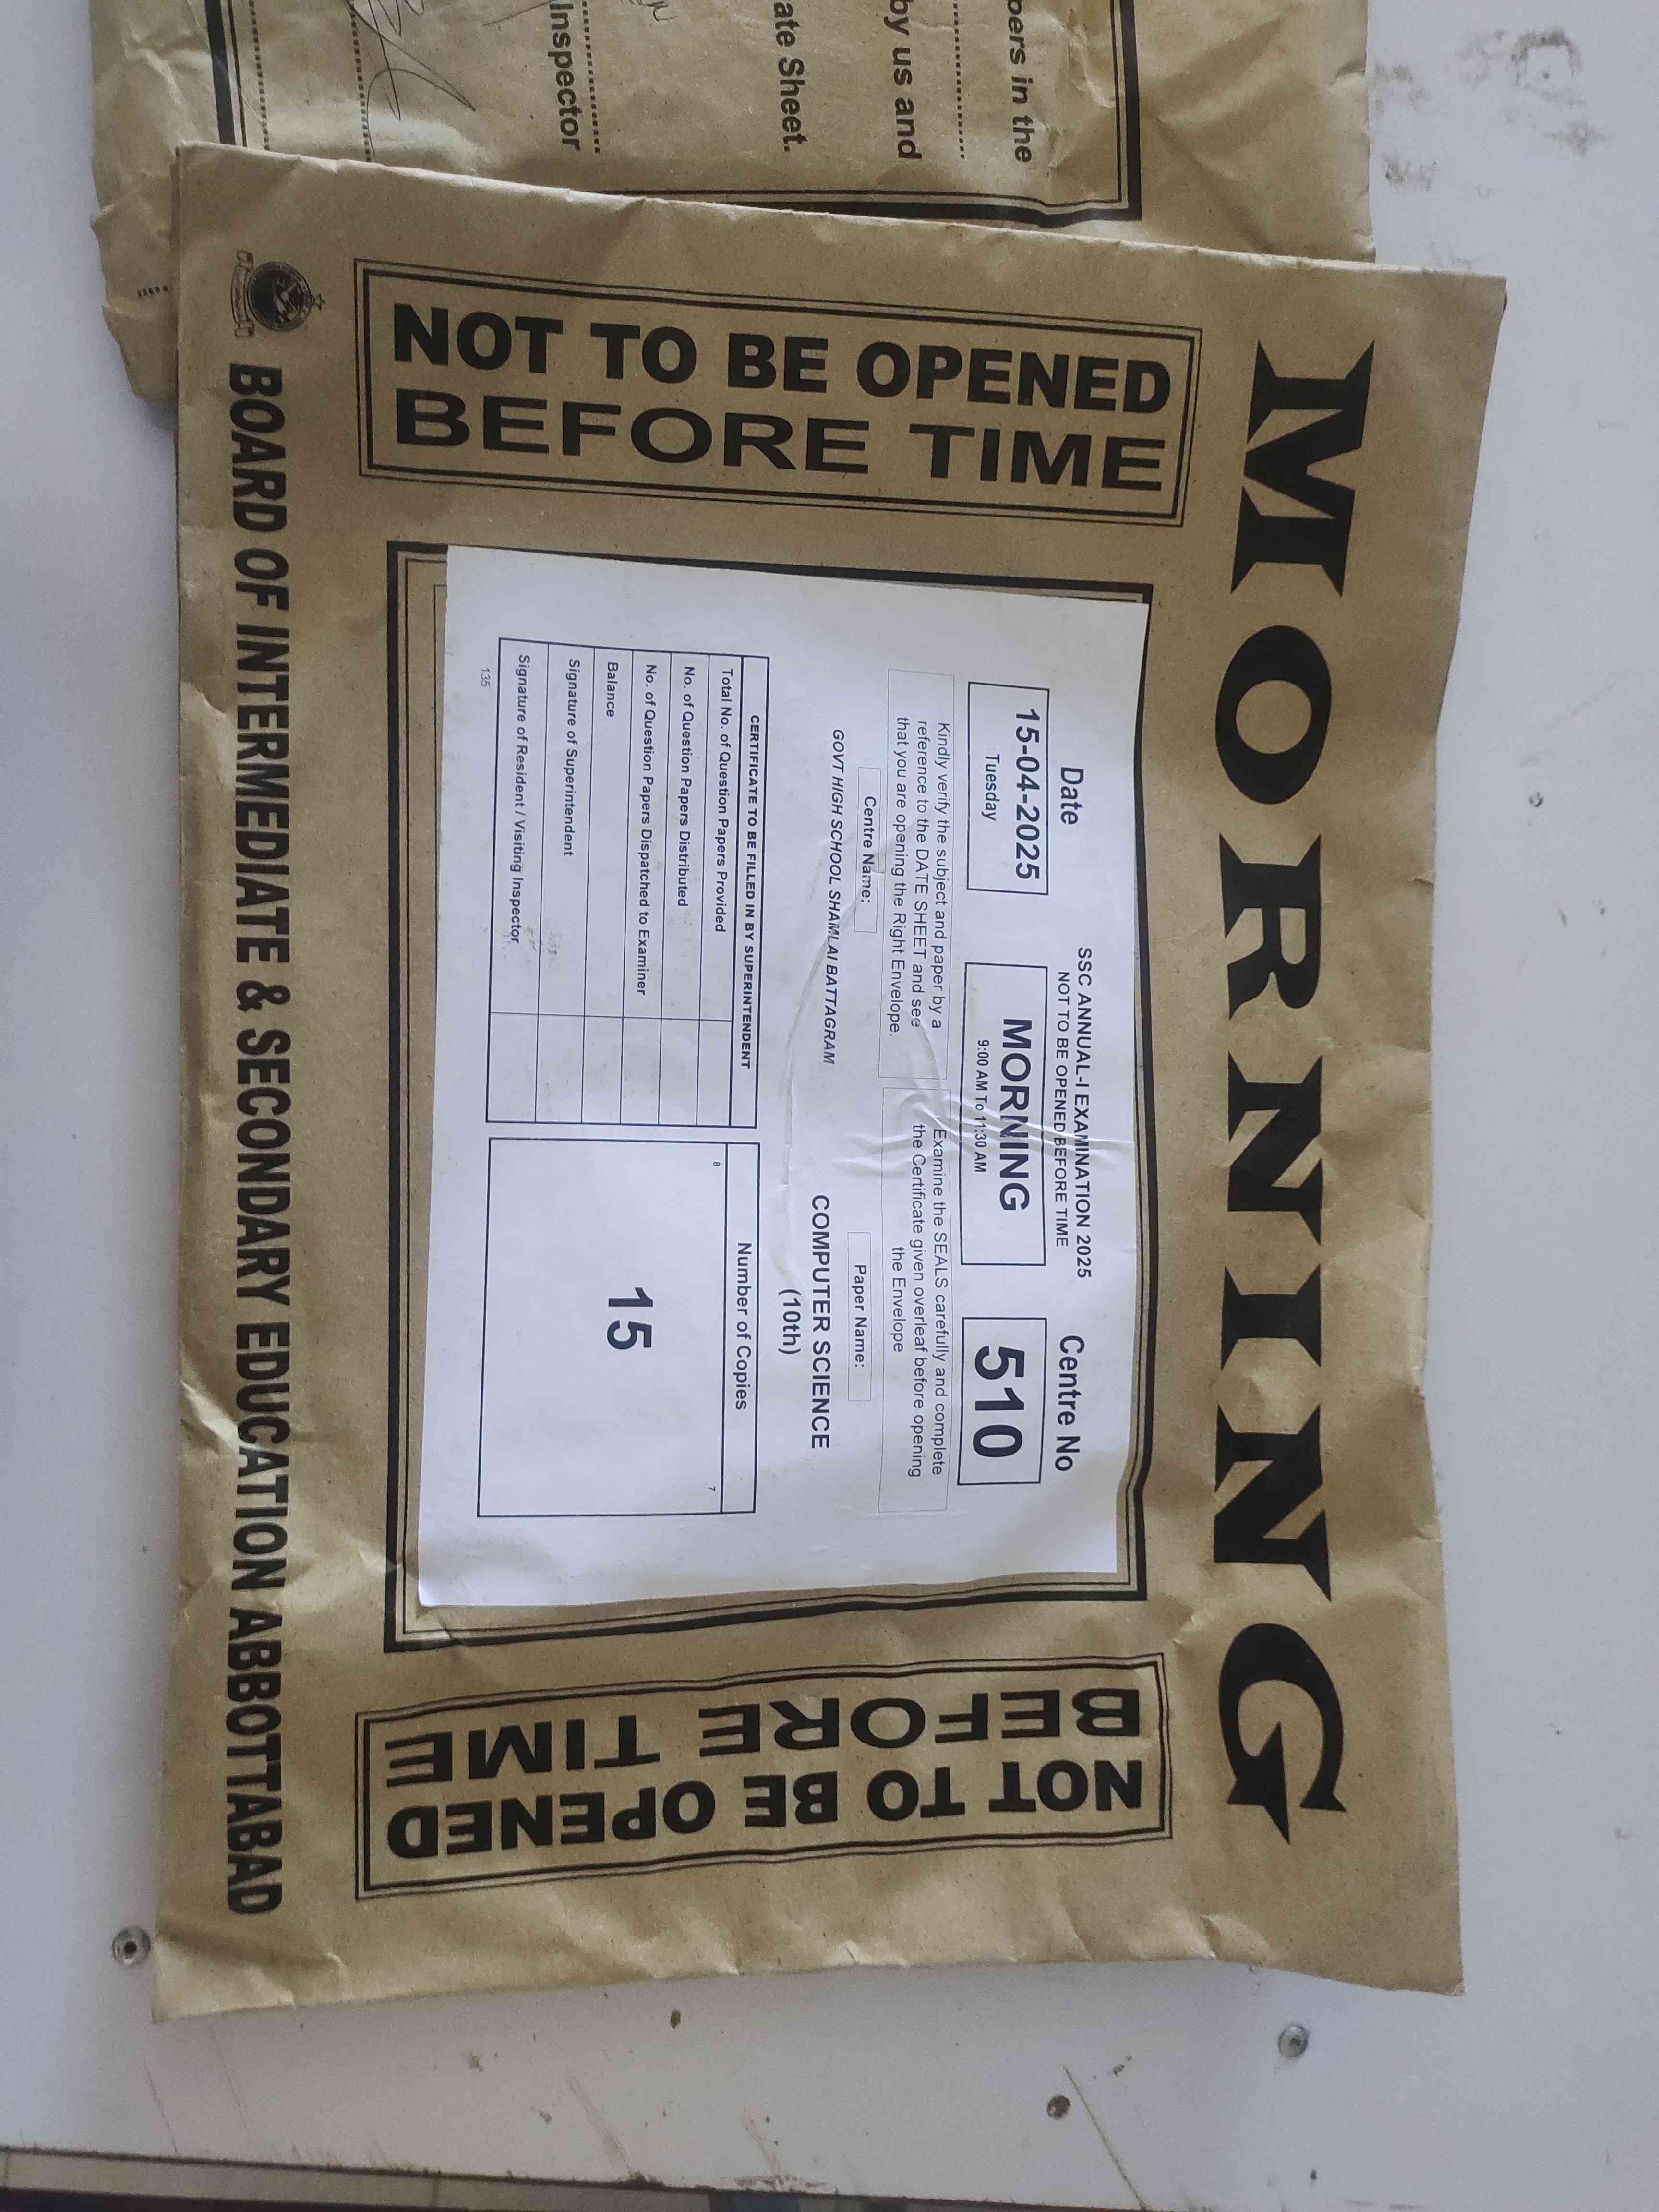 pers in the
by us and
ate Sheet.
Inspector
MORNING
NOT TO BE OPENED
BEFORE TIME
SSC ANNUAL-I EXAMINATION 2025
NOT TO BE OPENED BEFORE TIME
Date
15-04-2025
Tuesday
MORNING
9:00 AM To 11:30 AM
Centre No
510
Kindly verify the subject and paper by a
reference to the DATE SHEET and see
that you are opening the Right Envelope.
Examine the SEALS carefully and complete
the Certificate given overleaf before opening
the Envelope
Centre Name:
GOVT HIGH SCHOOL SHAMLAI BATTAGRAM
Paper Name:
COMPUTER SCIENCE
(10th)
CERTIFICATE TO BE FILLED IN BY SUPERINTENDENT
Total No. of Question Papers Provided
No. of Question Papers Distributed
No. of Question Papers Dispatched to Examiner
Balance
Signature of Superintendent
Signature of Resident / Visiting Inspector
135
Number of Copies
8
7
15
NOT TO BE OPENED
BEFORE TIME
BOARD OF INTERMEDIATE & SECONDARY EDUCATION ABBOTTABAD